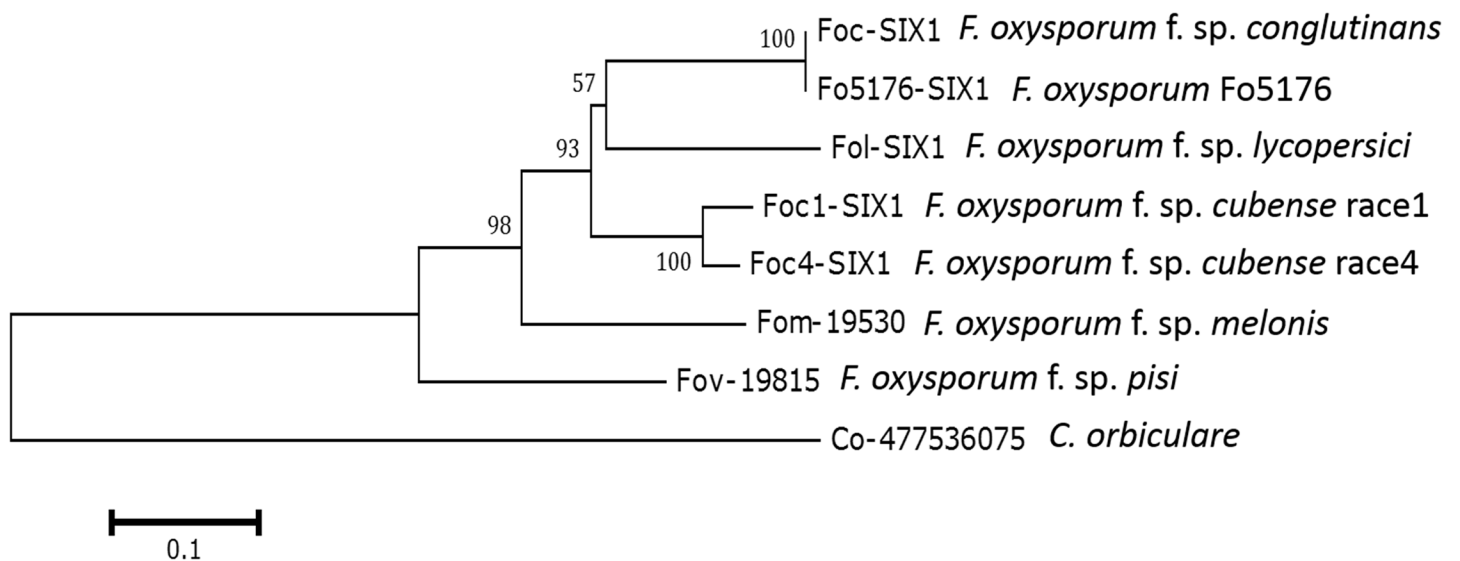 100
Foc-SIX1 F. oxysporum f. sp. conglutinans
57
Fo5176-SIX1 F. oxysporum Fo5176
93
Fol-SIX1 F. oxysporum f. sp. lycopersici
Foc1-SIX1 F. oxysporum f. sp. cubense race1
98
100
Foc4-SIX1 F. oxysporum f. sp. cubense race4
Fom-19530 F. oxysporum f. sp. melonis
Fov-19815 F. oxysporum f. sp. pisi
Co-477536075 C. orbiculare
0.1